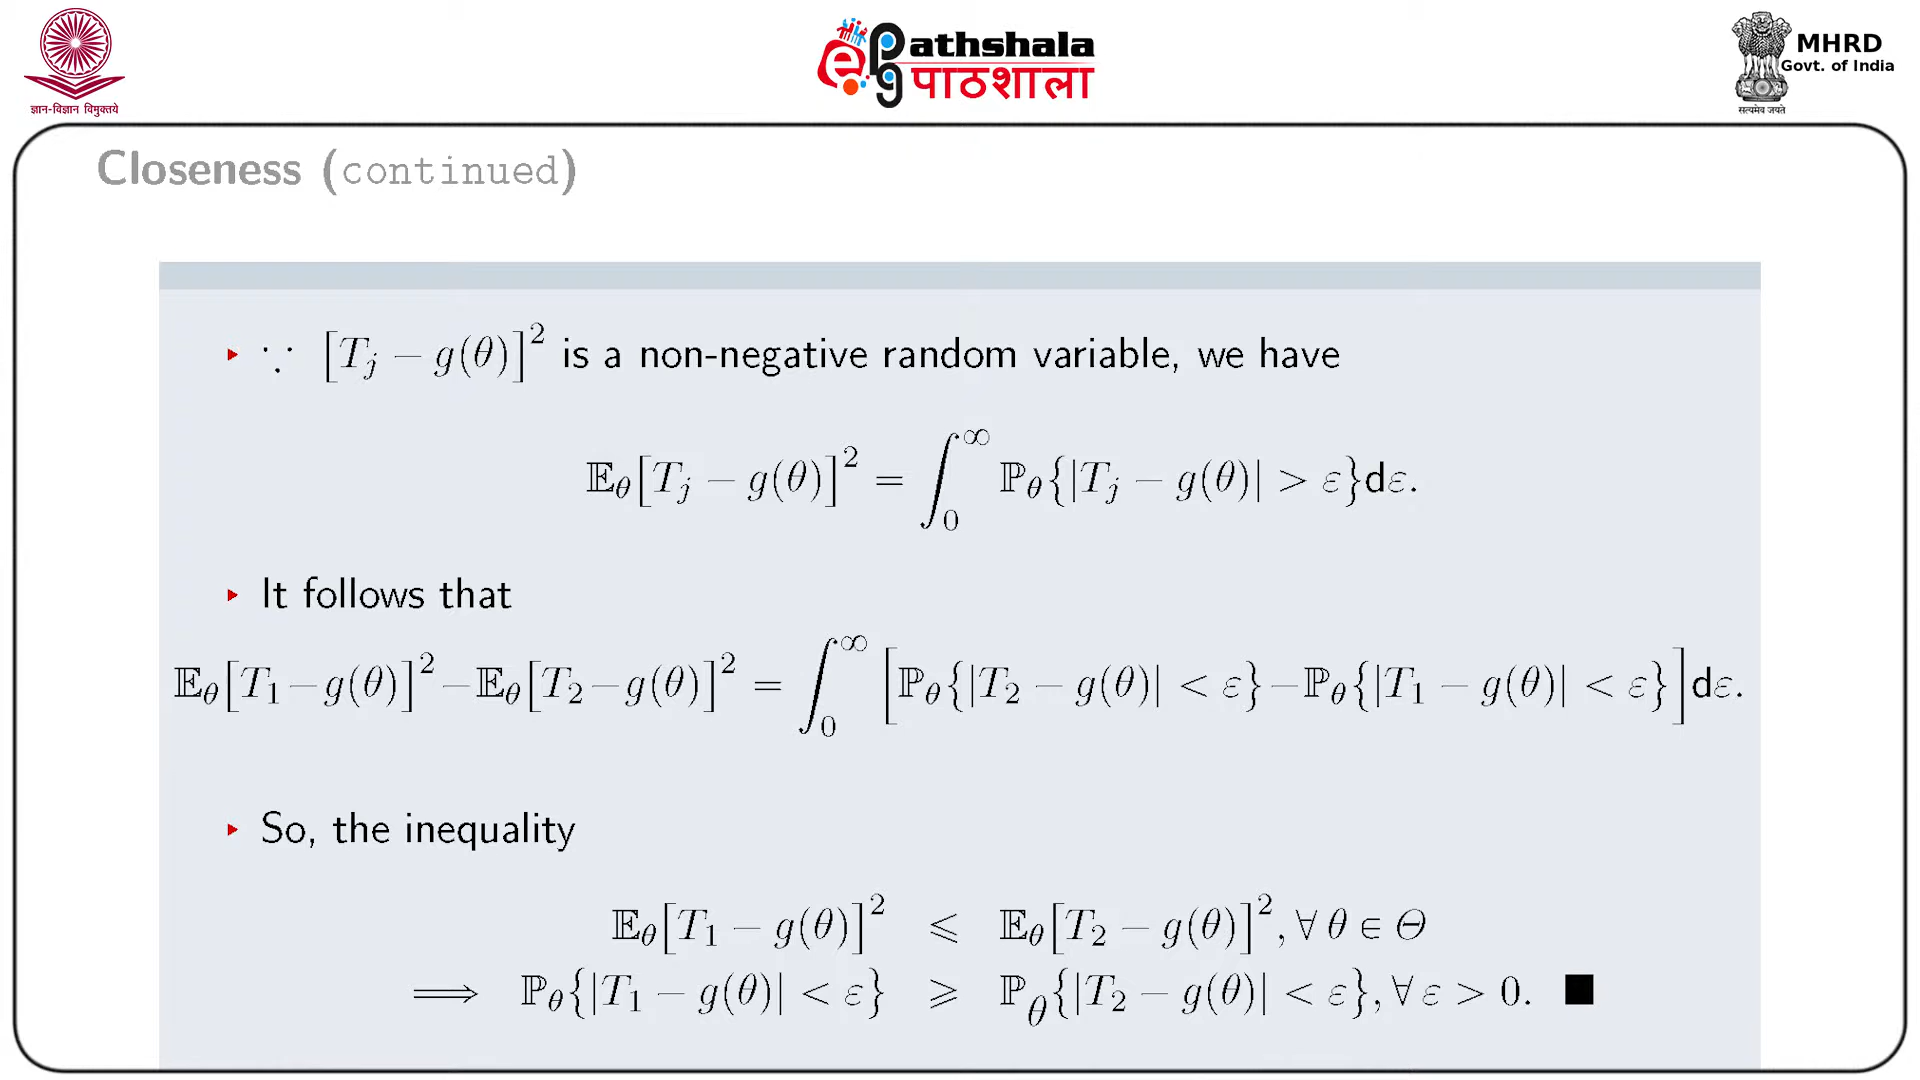 ज्ञान-विज्ञान विमुक्तये
ePathshala
पाठशाला
सत्यमेव जयते
MHRD
Govt. of India
Closeness (continued)
▸ ∵ [T_j − g(θ)]² is a non-negative random variable, we have
𝔼_θ[T_j − g(θ)]² = ∫_0^∞ ℙ_θ{|T_j − g(θ)| > ε}dε.
▸ It follows that
𝔼_θ[T_1−g(θ)]²−𝔼_θ[T_2−g(θ)]² = ∫_0^∞ [ℙ_θ{|T_2 − g(θ)| < ε}−ℙ_θ{|T_1 − g(θ)| < ε}]dε.
▸ So, the inequality
𝔼_θ[T_1 − g(θ)]² ⩽ 𝔼_θ[T_2 − g(θ)]², ∀ θ ∈ Θ
⟹ ℙ_θ{|T_1 − g(θ)| < ε} ⩾ ℙ_θ{|T_2 − g(θ)| < ε}, ∀ ε > 0. ■